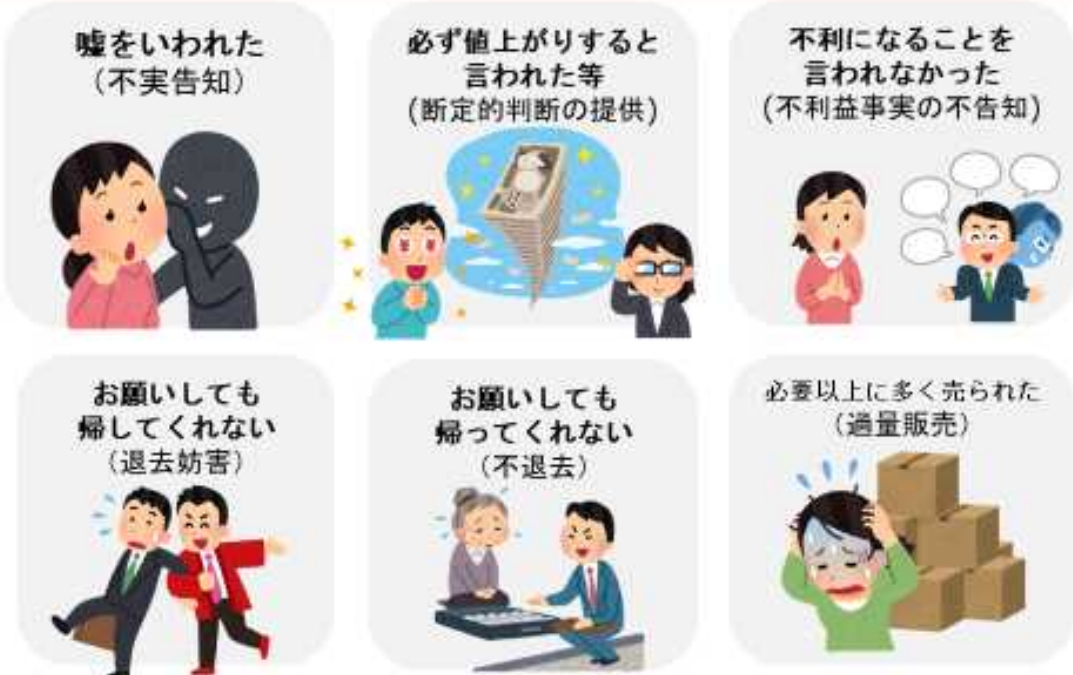 嘘をいわれた
（不実告知）
必ず値上がりすると
言われた等
(断定的判断の提供)
不利になることを
言われなかった
(不利益事実の不告知)
お願いしても
帰してくれない
（退去妨害）
お願いしても
帰ってくれない
（不退去）
必要以上に多く売られた
（過量販売）